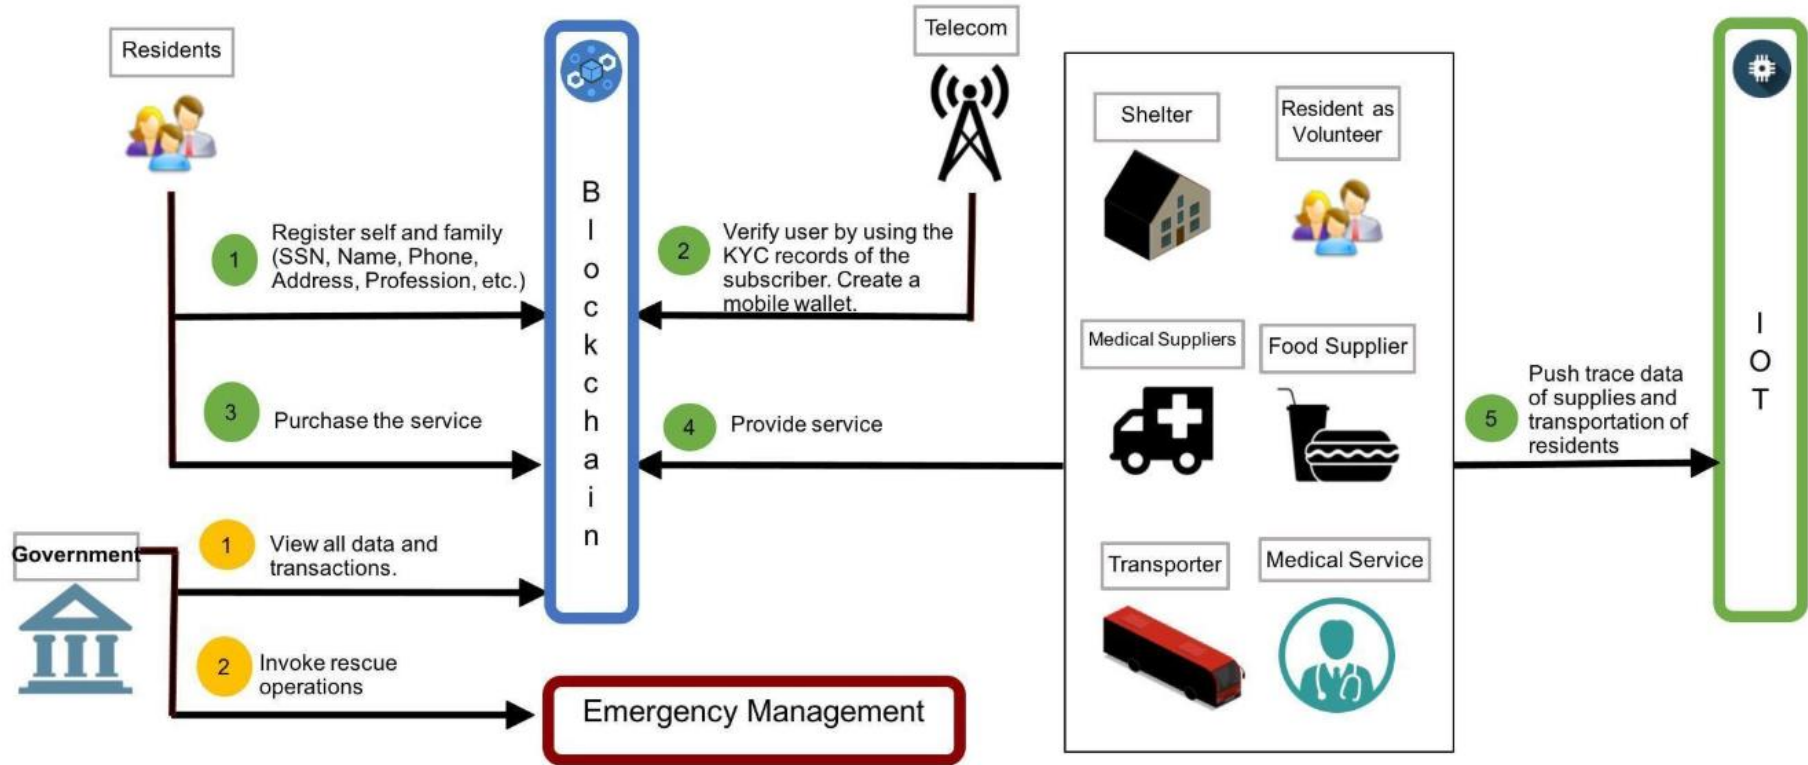 Residents
1
Register self and family
(SSN, Name, Phone,
Address, Profession, etc.)
3
Purchase the service
Government
1
View all data and
transactions.
2
Invoke rescue
operations
Blockchain
Emergency Management
Telecom
2
Verify user by using the
KYC records of the
subscriber. Create a
mobile wallet.
4
Provide service
Shelter
Resident as
Volunteer
Medical Suppliers
Food Supplier
Transporter
Medical Service
5
Push trace data
of supplies and
transportation of
residents
IOT